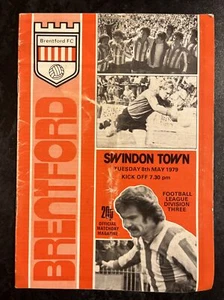 Brentford FC
BRENTFORD
SWINDON TOWN
TUESDAY 8th MAY 1979
KICK OFF 7.30 pm
FOOTBALL
LEAGUE
DIVISION
THREE
20p
OFFICIAL
MATCHDAY
MAGAZINE